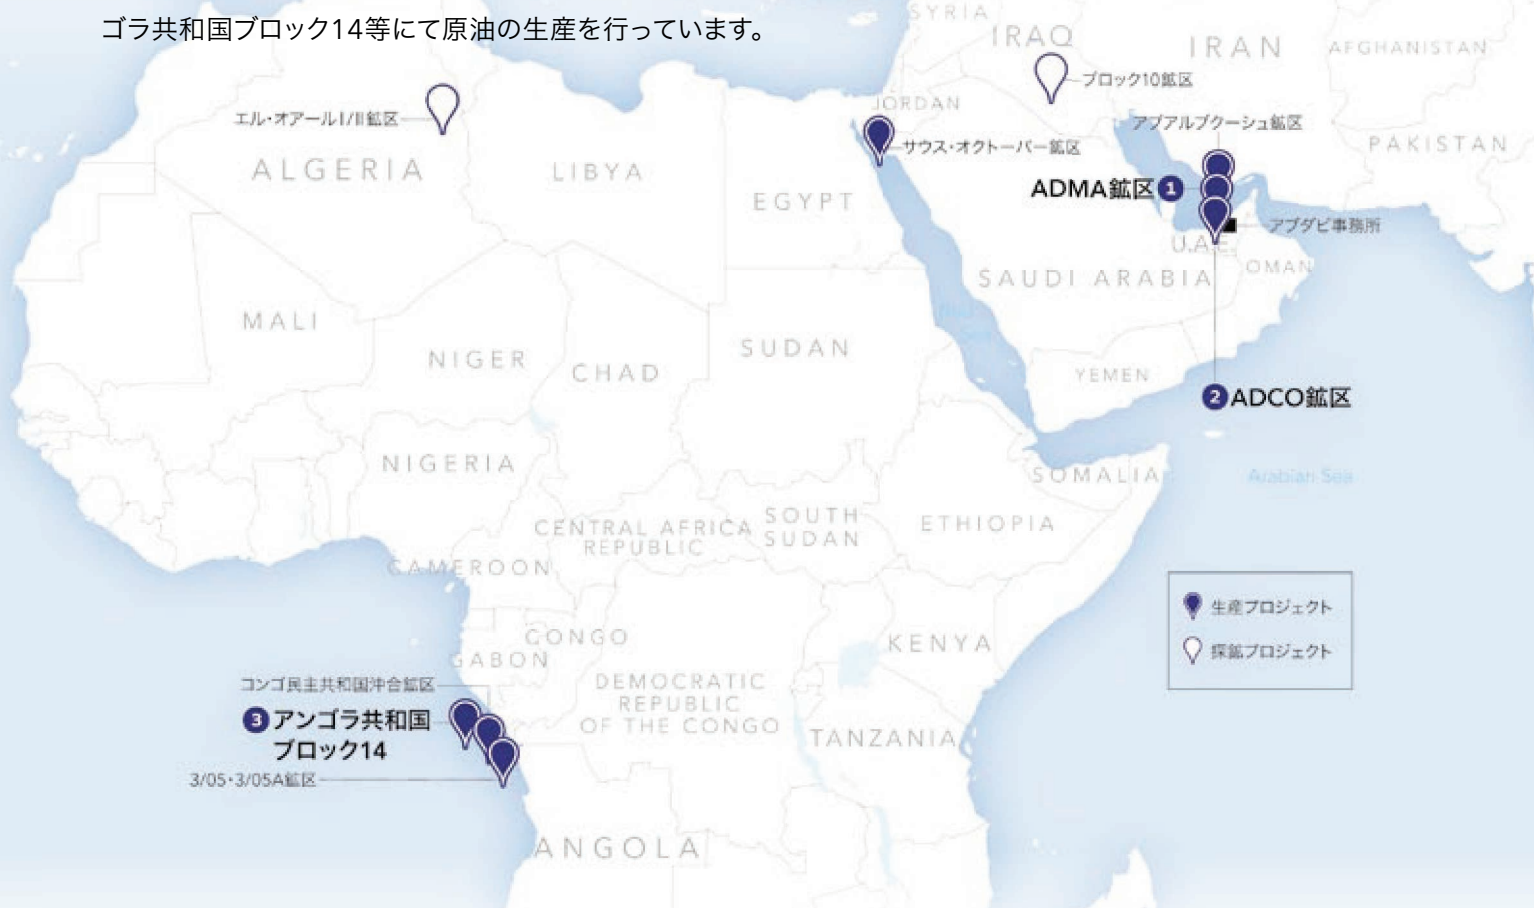 ゴラ共和国ブロック14等にて原油の生産を行っています。
SYRIA
IRAQ
IRAN
AFGHANISTAN
ブロック10鉱区
JORDAN
エル・オアールI/II鉱区
アブアルブクーシュ鉱区
サウス・オクトーバー鉱区
PAKISTAN
ALGERIA
LIBYA
EGYPT
ADMA鉱区 1
アブダビ事務所
U.A.E.
OMAN
SAUDI ARABIA
MALI
NIGER
CHAD
SUDAN
YEMEN
2 ADCO鉱区
NIGERIA
SOMALIA
Arabian Sea
CENTRAL AFRICA
REPUBLIC
SOUTH
SUDAN
ETHIOPIA
CAMEROON
生産プロジェクト
探鉱プロジェクト
CONGO
GABON
KENYA
コンゴ民主共和国沖合鉱区
DEMOCRATIC
REPUBLIC
OF THE CONGO
3 アンゴラ共和国
ブロック14
TANZANIA
3/05・3/05A鉱区
ANGOLA